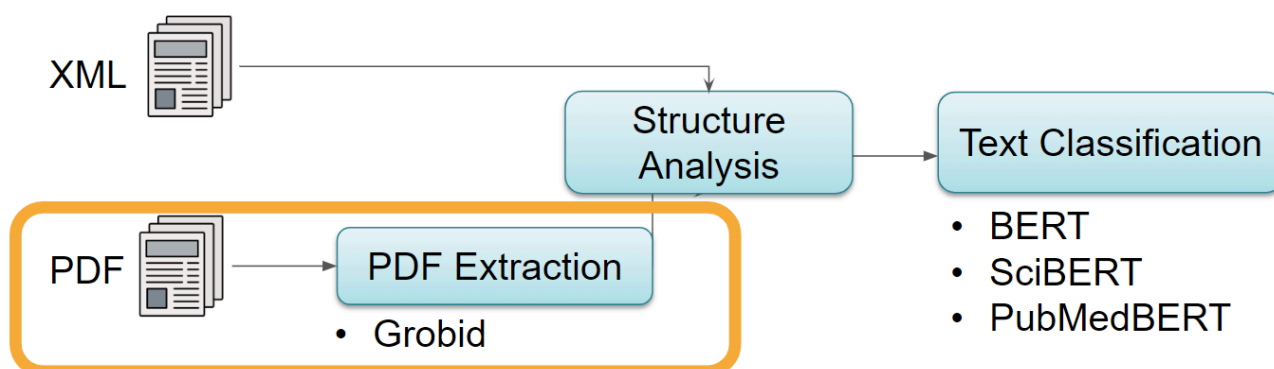 XML
Structure
Analysis
Text Classification
PDF
PDF Extraction
• Grobid
• BERT
• SciBERT
• PubMedBERT